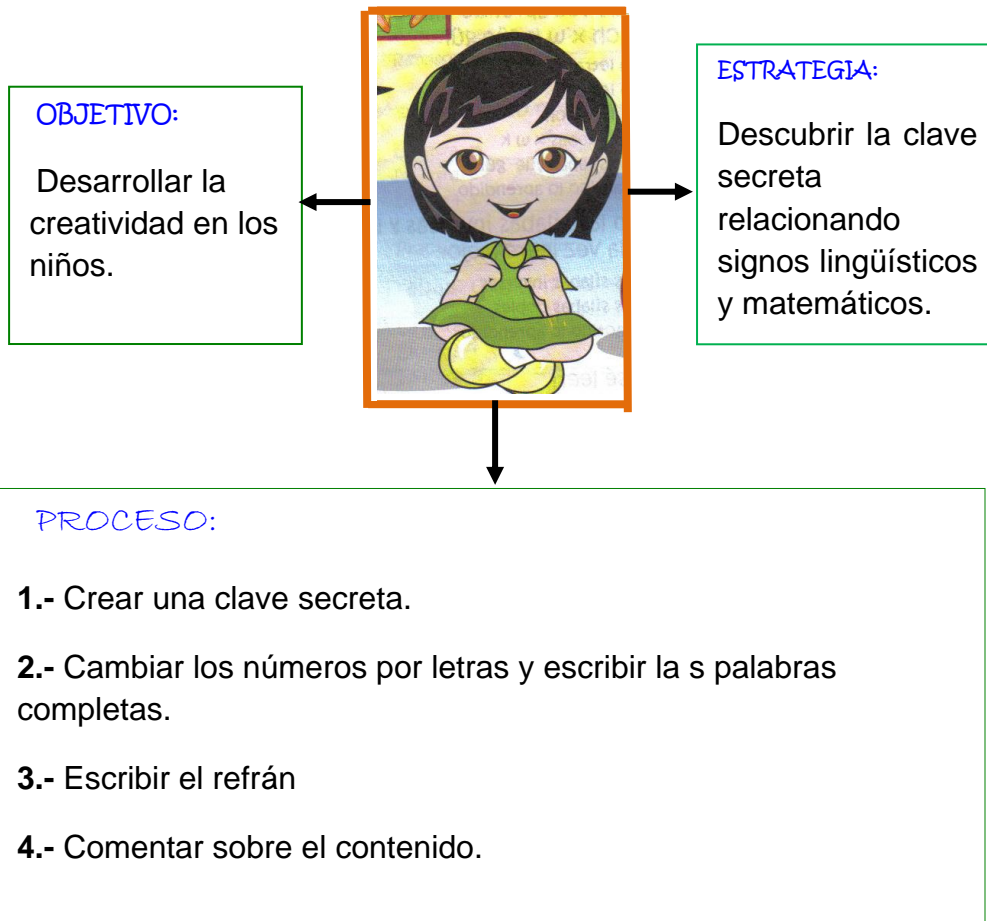 OBJETIVO:
Desarrollar la
creatividad en los
niños.
ESTRATEGIA:
Descubrir la clave
secreta
relacionando
signos lingüísticos
y matemáticos.
PROCESO:
1.- Crear una clave secreta.
2.- Cambiar los números por letras y escribir la s palabras
completas.
3.- Escribir el refrán
4.- Comentar sobre el contenido.